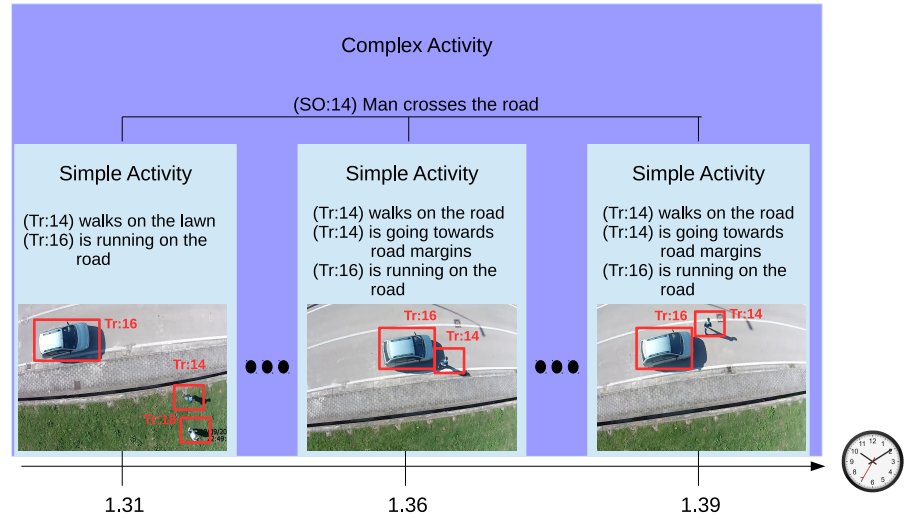 Complex Activity
(SO:14) Man crosses the road
Simple Activity
(Tr:14) walks on the lawn
(Tr:16) is running on the
road
Tr:16
Tr:14
Simple Activity
(Tr:14) walks on the road
(Tr:14) is going towards
road margins
(Tr:16) is running on the
road
Tr:16
Tr:14
Simple Activity
(Tr:14) walks on the road
(Tr:14) is going towards
road margins
(Tr:16) is running on the
road
Tr:16
Tr:14
1.31
1.36
1.39